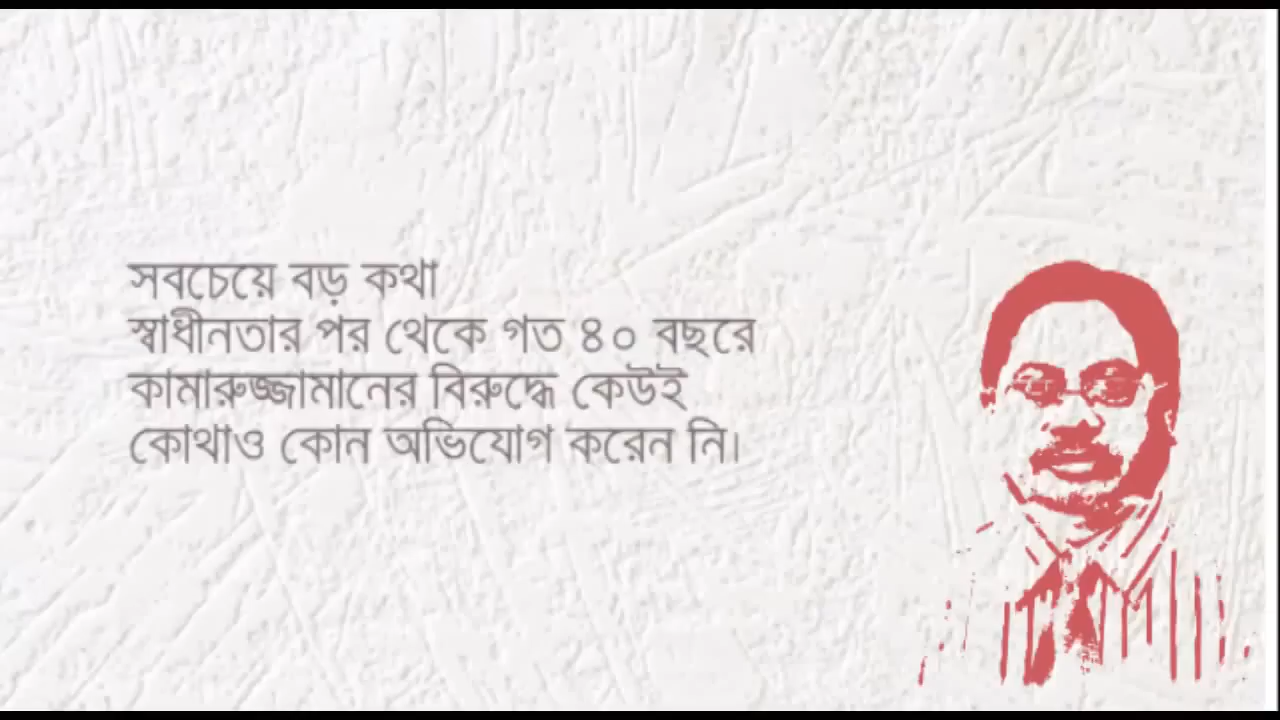 সবচেয়ে বড় কথা
স্বাধীনতার পর থেকে গত ৪০ বছরে
কামারুজ্জামানের বিরুদ্ধে কেউই
কোথাও কোন অভিযোগ করেন নি।